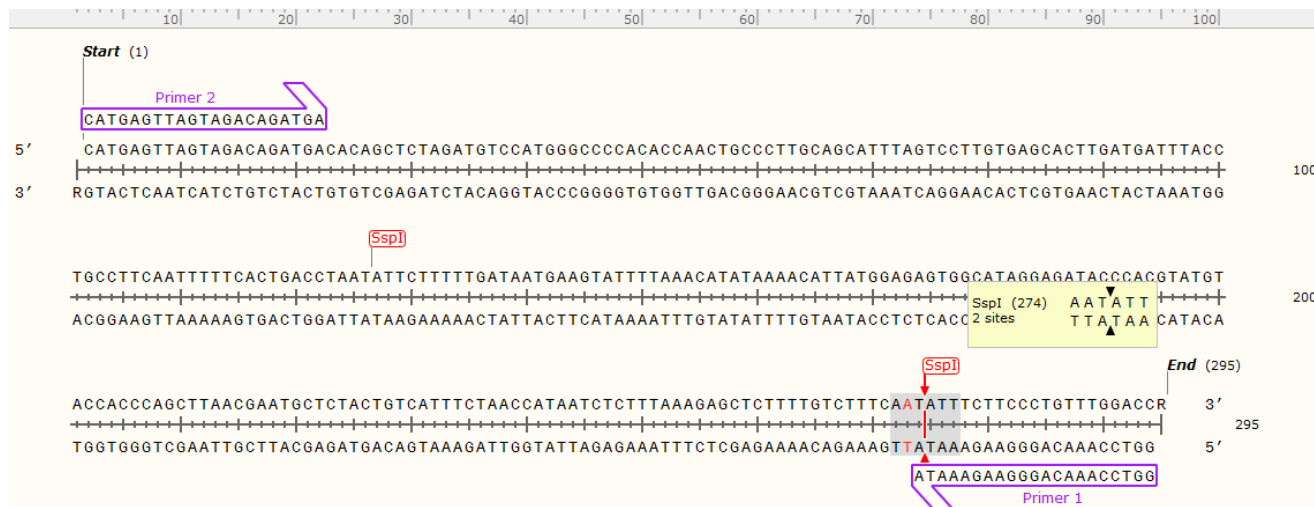 10 20 30 40 50 60 70 80 90 100
Start (1)
Primer 2
CATGAGTTAGTAGACAGATGA
5′ CATGAGTTAGTAGACAGATGACACAGCTCTAGATGTCCATGGGCCCCACACCAACTGCCCTTGCAGCATTTAGTCCTTGTGAGCACTTGATGATTTACC
100
3′ RGTACTCAATCATCTGTCTACTGTGTCGAGATCTACAGGTACCCGGGGTGTGGTTGACGGGAACGTCGTAAATCAGGAACACTCGTGAACTACTAAATGG
SspI
TGCCTTCAATTTTTCACTGACCTAATATTCTTTTTGATAATGAAGTATTTTAAACATATAAAACATTATGGAGAGTGGCATAGGAGATACCCACGTATGT
SspI (274) AATATT
200
2 sites TTATAA
ACGGAAGTTAAAAAGTGACTGGATTATAAGAAAAACTATTACTTCATAAAATTTGTATATTTTGTAATACCTCTCACC CATACA
SspI
End (295)
ACCACCCAGCTTAACGAATGCTCTACTGTCATTTCTAACCATAATCTCTTTAAAGAGCTCTTTTGTCTTTCAATATTTCTTCCCTGTTTGGACCR 3′
295
TGGTGGGTCGAATTGCTTACGAGATGACAGTAAAGATTGGTATTAGAGAAATTTCTCGAGAAAACAGAAAGTTATAAAGAAGGGACAAACCTGG 5′
ATAAAGAAGGGACAAACCTGG
Primer 1